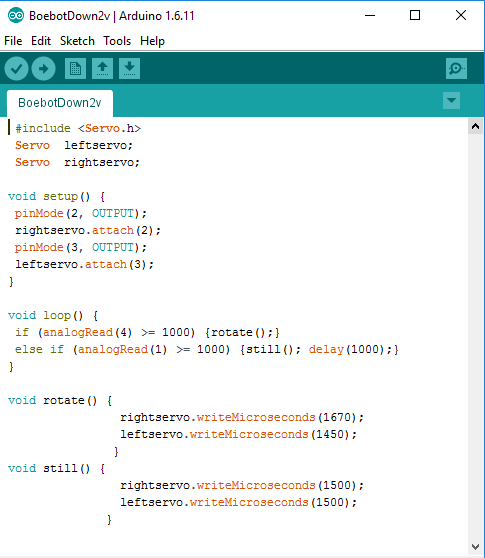 BoebotDown2v | Arduino 1.6.11
File Edit Sketch Tools Help
BoebotDown2v
#include <Servo.h>
Servo  leftservo;
Servo  rightservo;
void setup() {
pinMode(2, OUTPUT);
rightservo.attach(2);
pinMode(3, OUTPUT);
leftservo.attach(3);
}
void loop() {
if (analogRead(4) >= 1000) {rotate();}
else if (analogRead(1) >= 1000) {still(); delay(1000);}
}
void rotate() {
rightservo.writeMicroseconds(1670);
leftservo.writeMicroseconds(1450);
}
void still() {
rightservo.writeMicroseconds(1500);
leftservo.writeMicroseconds(1500);
}